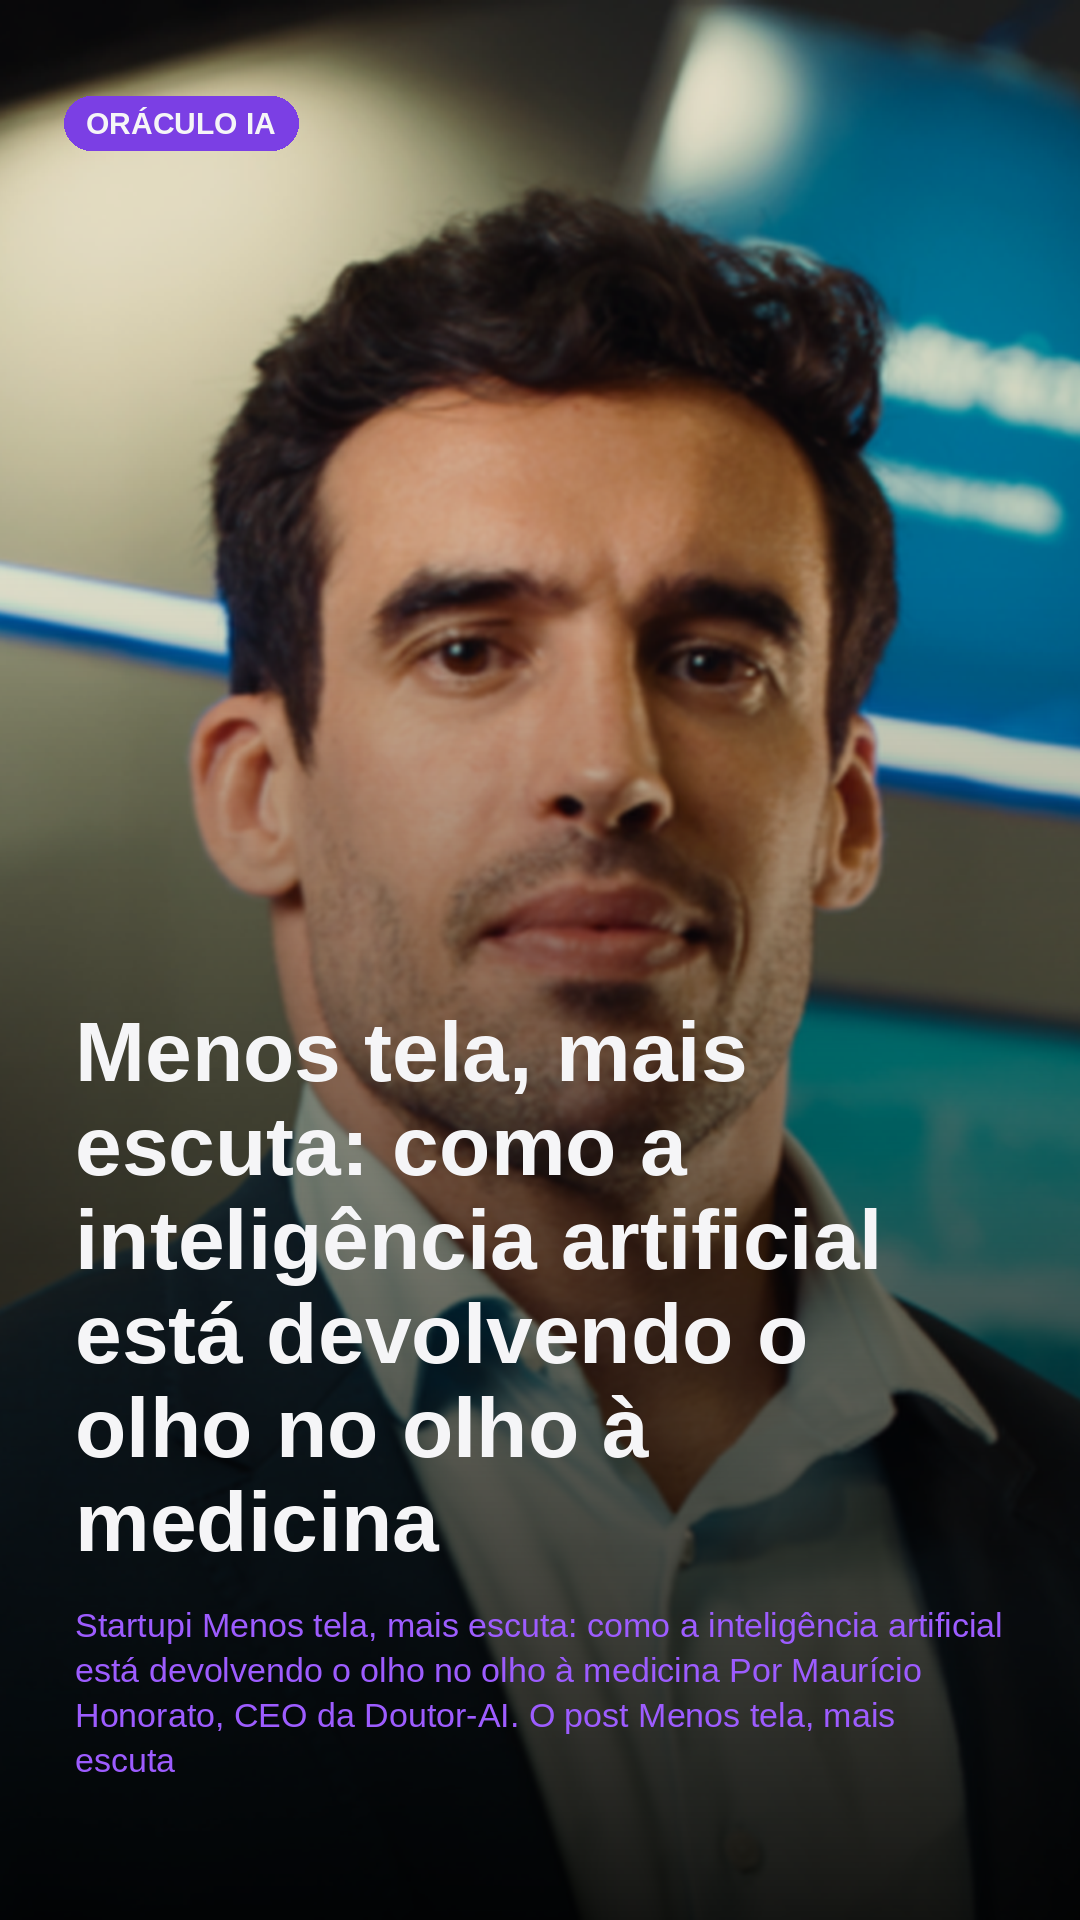 ORÁCULO IA
Menos tela, mais
escuta: como a
inteligência artificial
está devolvendo o
olho no olho à
medicina
Startupi Menos tela, mais escuta: como a inteligência artificial
está devolvendo o olho no olho à medicina Por Maurício
Honorato, CEO da Doutor-AI. O post Menos tela, mais
escuta